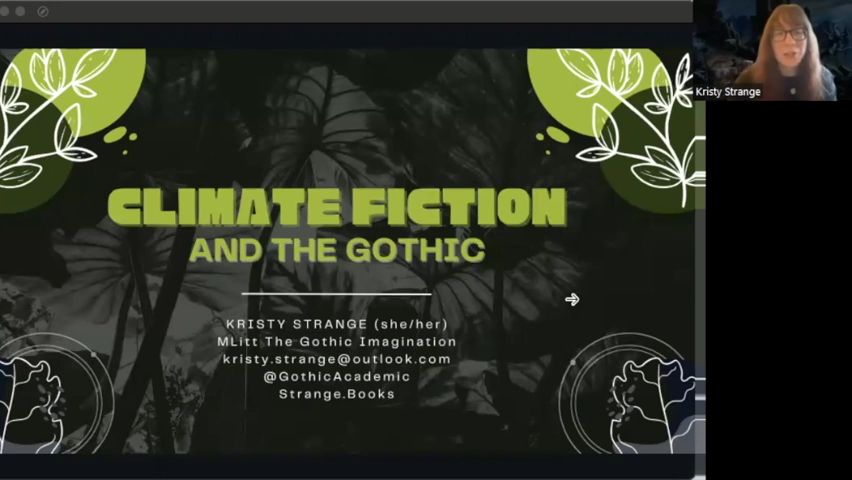 CLIMATE FICTION
AND THE GOTHIC
KRISTY STRANGE (she/her)
MLitt The Gothic Imagination
kristy.strange@outlook.com
@GothicAcademic
Strange.Books
Kristy Strange